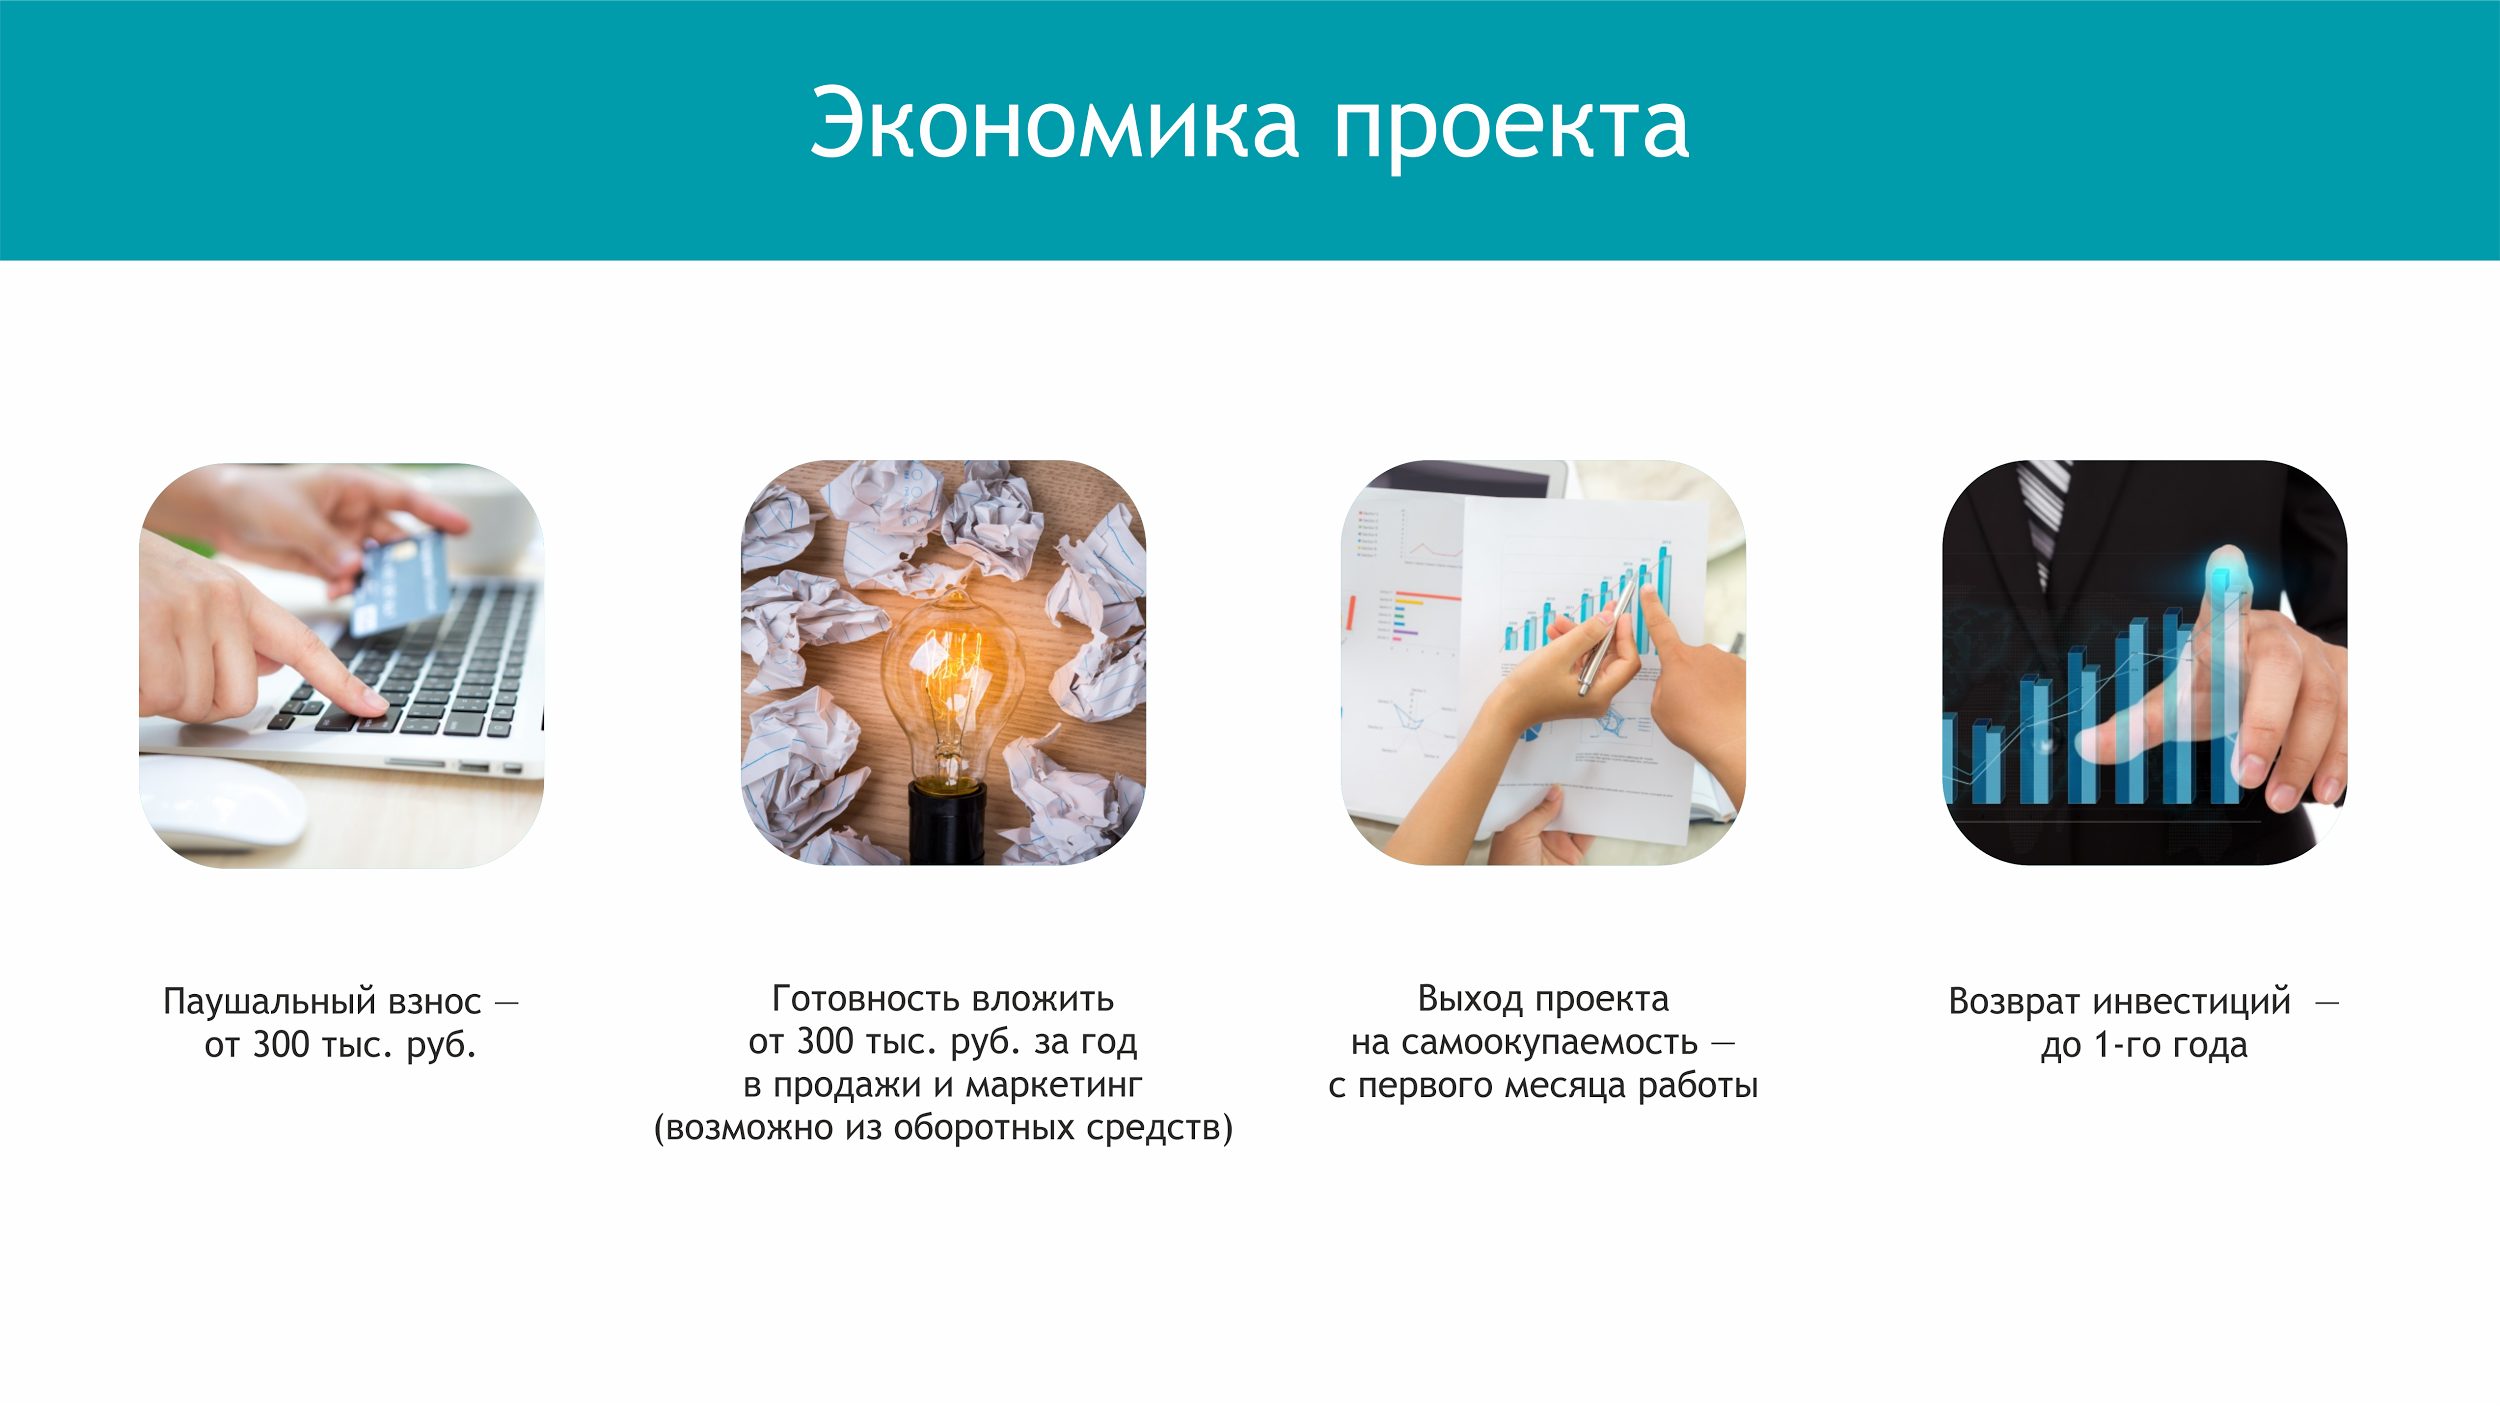 Экономика проекта
Паушальный взнос —
от 300 тыс. руб.
Готовность вложить
от 300 тыс. руб. за год
в продажи и маркетинг
(возможно из оборотных средств)
Выход проекта
на самоокупаемость —
с первого месяца работы
Возврат инвестиций —
до 1-го года